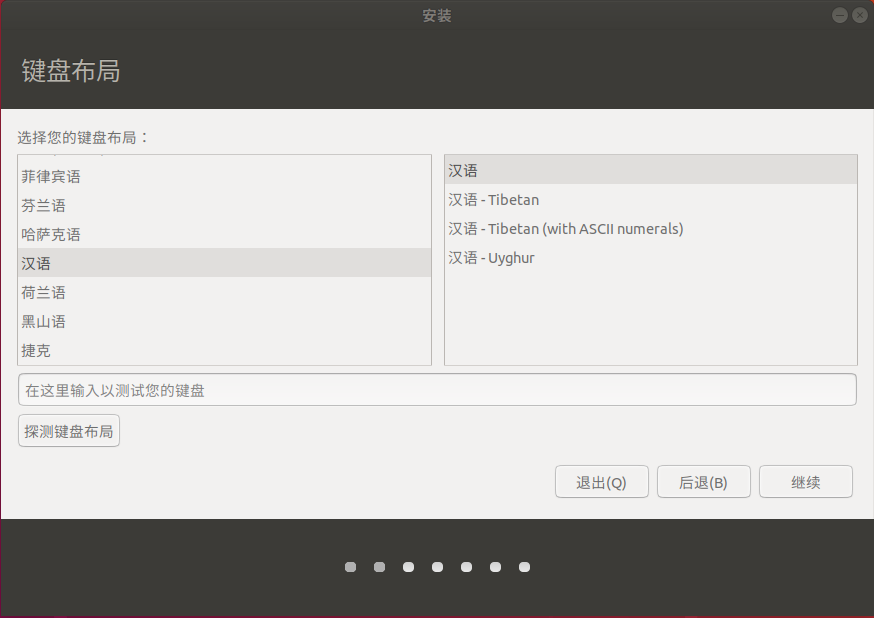 安装
键盘布局
选择您的键盘布局：
菲律宾语
芬兰语
哈萨克语
汉语
荷兰语
黑山语
捷克
汉语
汉语 - Tibetan
汉语 - Tibetan (with ASCII numerals)
汉语 - Uyghur
在这里输入以测试您的键盘
探测键盘布局
退出(Q)
后退(B)
继续